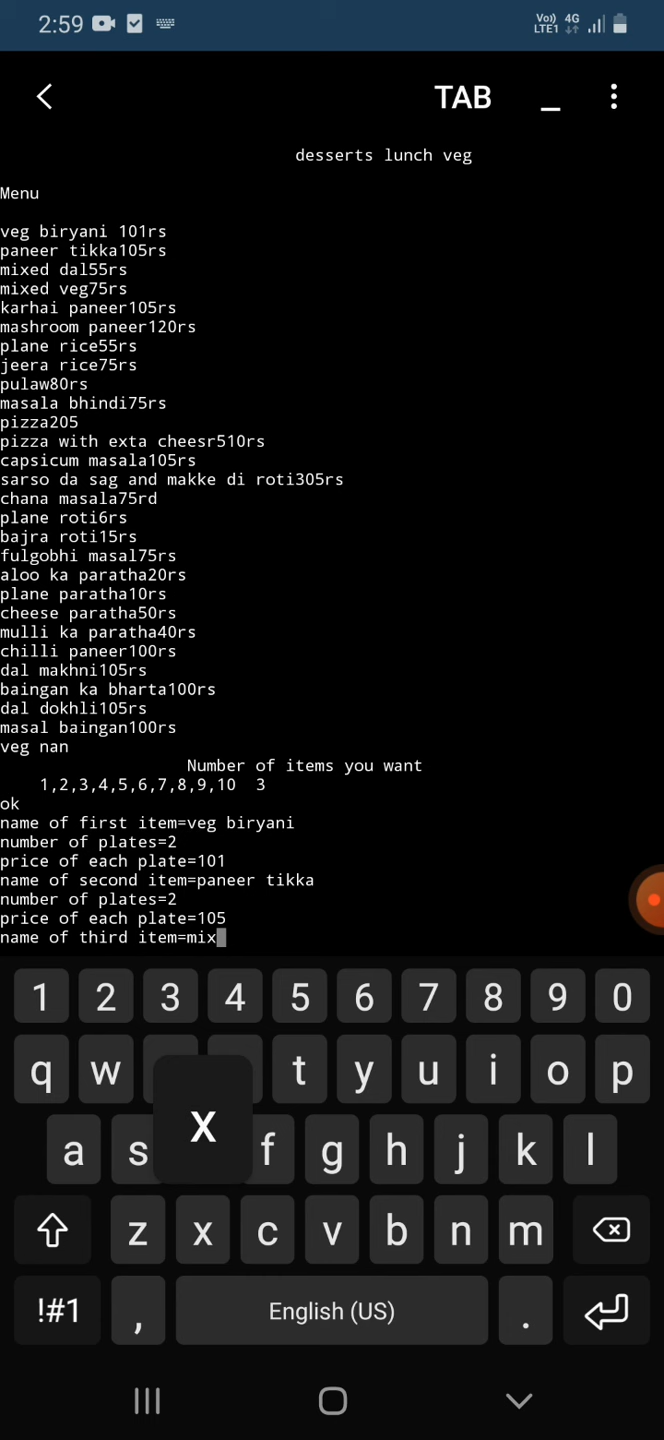 2:59 Vo)) 4G LTE1
TAB _
desserts lunch veg
Menu
veg biryani 101rs
paneer tikka105rs
mixed dal55rs
mixed veg75rs
karhai paneer105rs
mashroom paneer120rs
plane rice55rs
jeera rice75rs
pulaw80rs
masala bhindi75rs
pizza205
pizza with exta cheesr510rs
capsicum masala105rs
sarso da sag and makke di roti305rs
chana masala75rd
plane roti6rs
bajra roti15rs
fulgobhi masal75rs
aloo ka paratha20rs
plane paratha10rs
cheese paratha50rs
mulli ka paratha40rs
chilli paneer100rs
dal makhni105rs
baingan ka bharta100rs
dal dokhli105rs
masal baingan100rs
veg nan
Number of items you want
1,2,3,4,5,6,7,8,9,10 3
ok
name of first item=veg biryani
number of plates=2
price of each plate=101
name of second item=paneer tikka
number of plates=2
price of each plate=105
name of third item=mix
1 2 3 4 5 6 7 8 9 0
q w t y u i o p
x
a s f g h j k l
z x c v b n m
!#1 , English (US) .